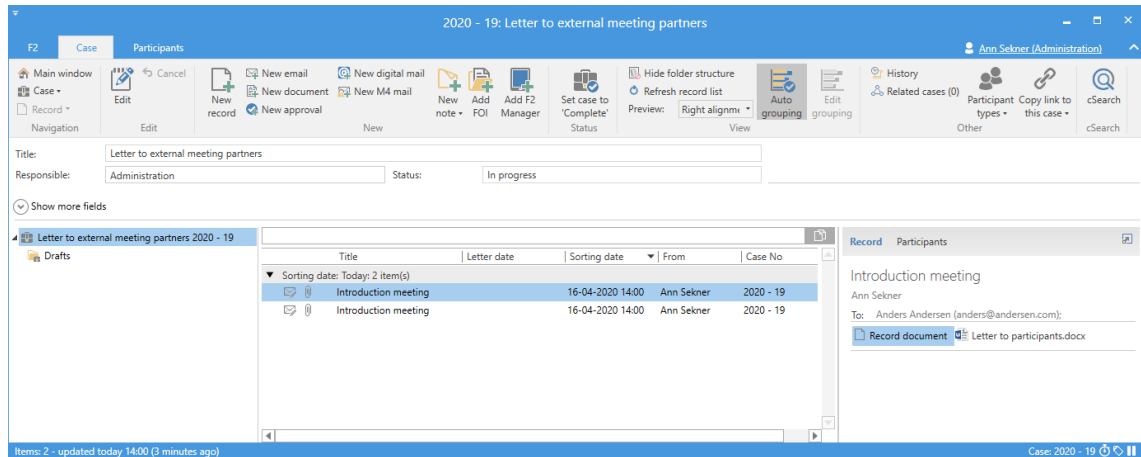 2020 - 19: Letter to external meeting partners
F2 Case Participants Ann Sekner (Administration)
Main window
Case
Record
Navigation
Edit
Cancel
Edit
New record
New email
New document
New approval
New digital mail
New M4 mail
New note
Add FOI
Add F2 Manager
New
Set case to 'Complete'
Status
Hide folder structure
Refresh record list
Preview: Right alignme
Auto grouping
Edit grouping
View
History
Related cases (0)
Participant types
Copy link to this case
Other
cSearch
cSearch
Title: Letter to external meeting partners
Responsible: Administration Status: In progress
Show more fields
Letter to external meeting partners 2020 - 19
Drafts
Title Letter date Sorting date From Case No
Sorting date: Today: 2 item(s)
Introduction meeting 16-04-2020 14:00 Ann Sekner 2020 - 19
Introduction meeting 16-04-2020 14:00 Ann Sekner 2020 - 19
Record Participants
Introduction meeting
Ann Sekner
To: Anders Andersen (anders@andersen.com);
Record document Letter to participants.docx
Items: 2 - updated today 14:00 (3 minutes ago) Case: 2020 - 19